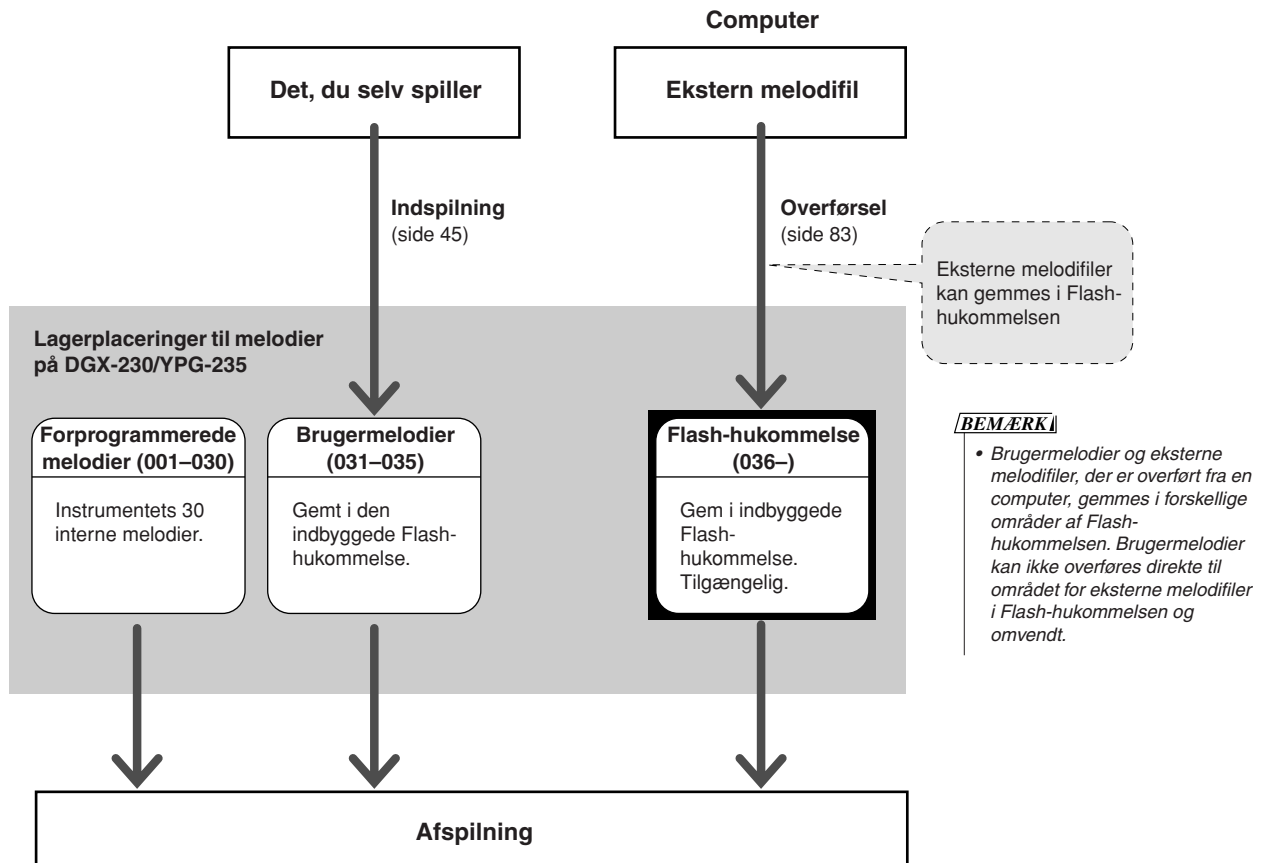 Computer
Det, du selv spiller
Ekstern melodifil
Indspilning
(side 45)
Overførsel
(side 83)
Eksterne melodifiler
kan gemmes i Flash-
hukommelsen
Lagerplaceringer til melodier
på DGX-230/YPG-235
Forprogrammerede
melodier (001–030)
Instrumentets 30
interne melodier.
Brugermelodier
(031–035)
Gemt i den
indbyggede Flash-
hukommelse.
Flash-hukommelse
(036–)
Gem i indbyggede
Flash-
hukommelse.
Tilgængelig.
BEMÆRK
• Brugermelodier og eksterne
melodifiler, der er overført fra en
computer, gemmes i forskellige
områder af Flash-
hukommelsen. Brugermelodier
kan ikke overføres direkte til
området for eksterne melodifiler
i Flash-hukommelsen og
omvendt.
Afspilning